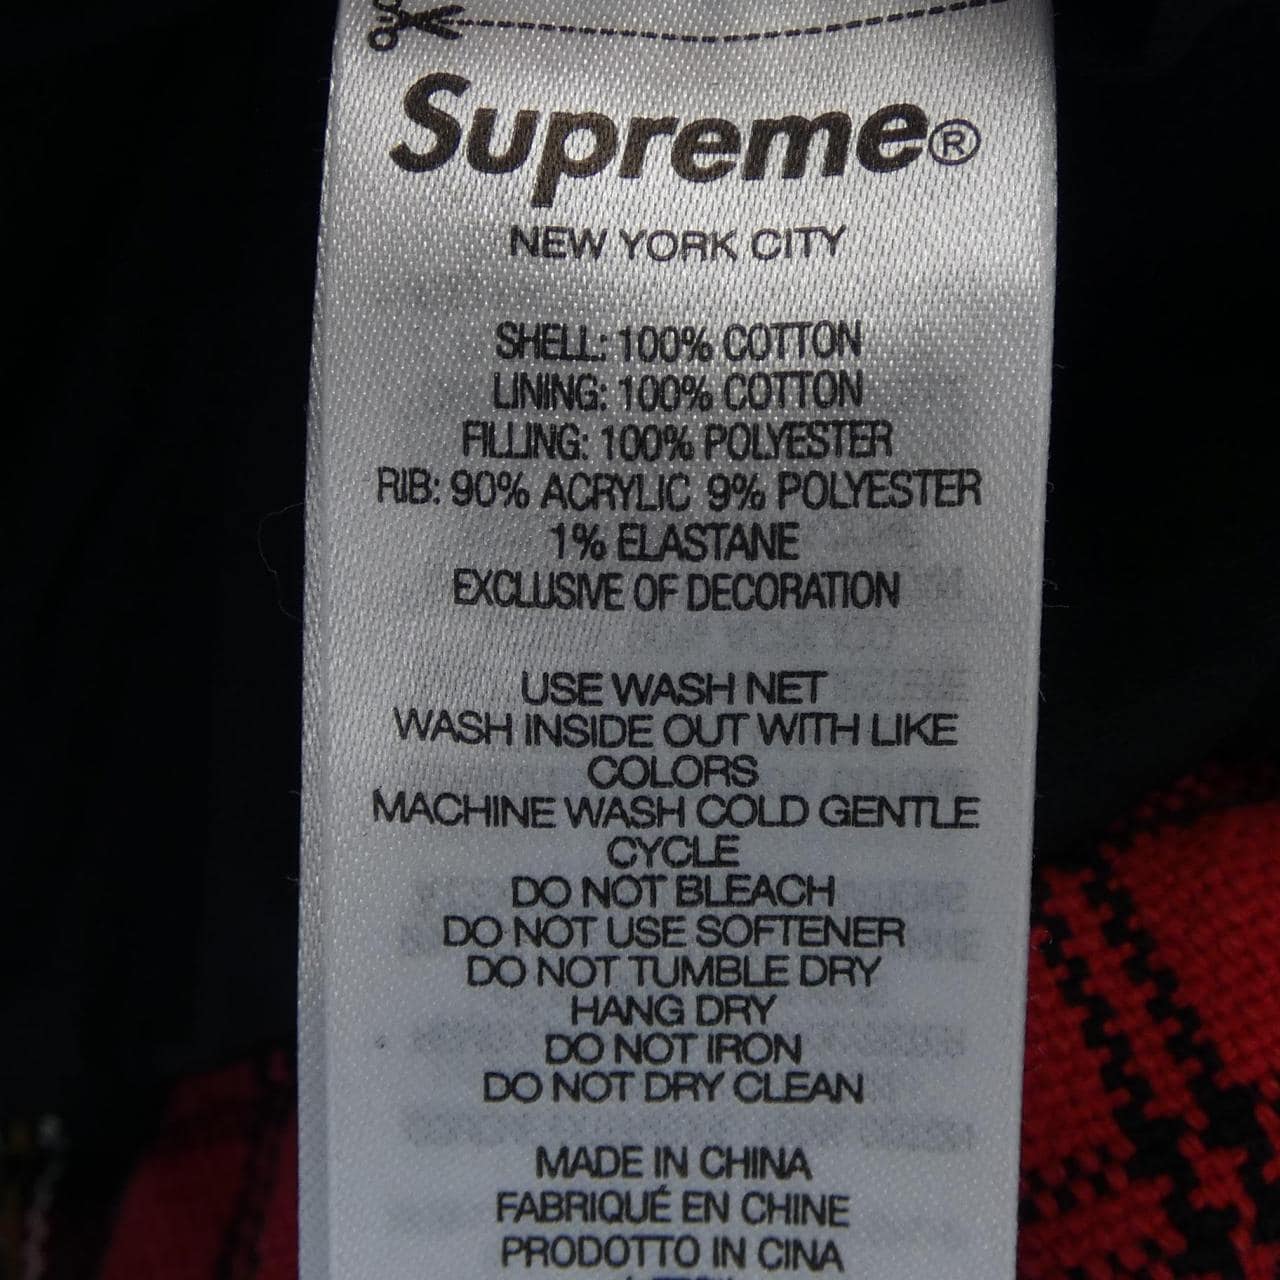 Supreme®
NEW YORK CITY
SHELL: 100% COTTON
LINING: 100% COTTON
FILLING: 100% POLYESTER
RIB: 90% ACRYLIC 9% POLYESTER
1% ELASTANE
EXCLUSIVE OF DECORATION
USE WASH NET
WASH INSIDE OUT WITH LIKE
COLORS
MACHINE WASH COLD GENTLE
CYCLE
DO NOT BLEACH
DO NOT USE SOFTENER
DO NOT TUMBLE DRY
HANG DRY
DO NOT IRON
DO NOT DRY CLEAN
MADE IN CHINA
FABRIQUÉ EN CHINE
PRODOTTO IN CINA